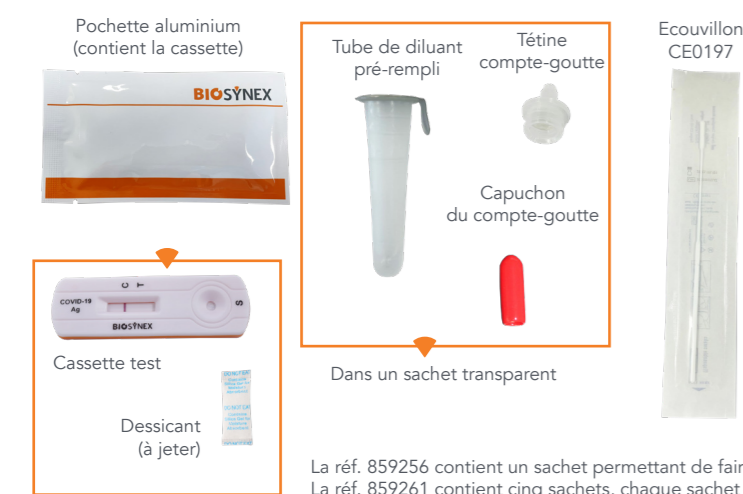 Pochette aluminium
(contient la cassette)
BIOSYNEX
Tube de diluant
pré-rempli
Tétine
compte-goutte
Ecouvillon
CE0197
Capuchon
du compte-goutte
C T
COVID-19
Ag
S
BIOSYNEX
Cassette test
Dessicant
(à jeter)
Dans un sachet transparent
La réf. 859256 contient un sachet permettant de fair
La réf. 859261 contient cinq sachets, chaque sachet